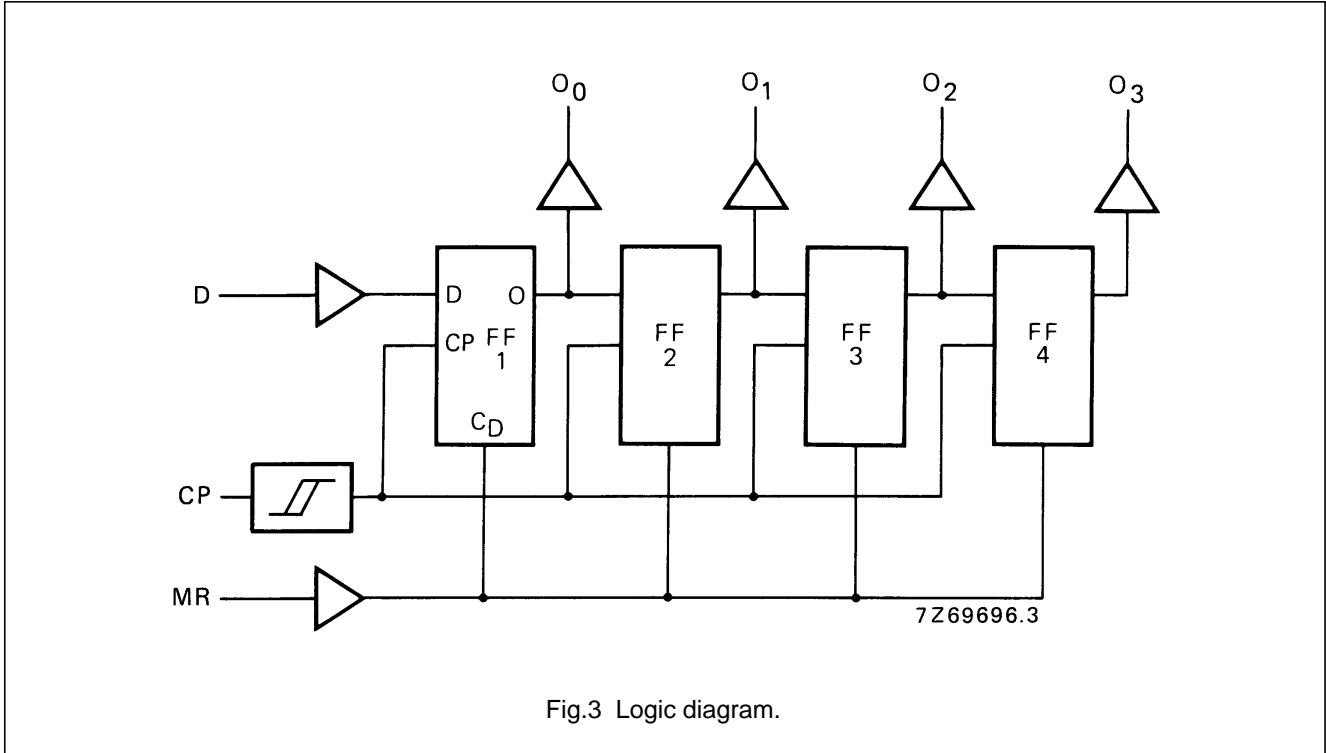 O0 O1 O2 O3
D D O
CP FF FF FF FF
1 2 3 4
CD
CP
MR
7Z69696.3
Fig.3 Logic diagram.